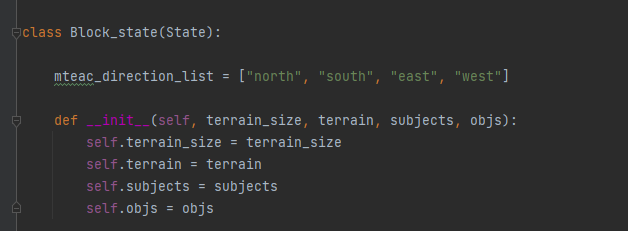 class Block_state(State):
mteac_direction_list = ["north", "south", "east", "west"]
def __init__(self, terrain_size, terrain, subjects, objs):
self.terrain_size = terrain_size
self.terrain = terrain
self.subjects = subjects
self.objs = objs